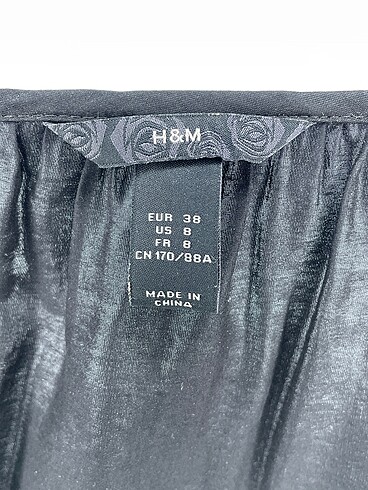 H&M
EUR 38
US 8
FR 8
CN 170/88A
MADE IN
CHINA